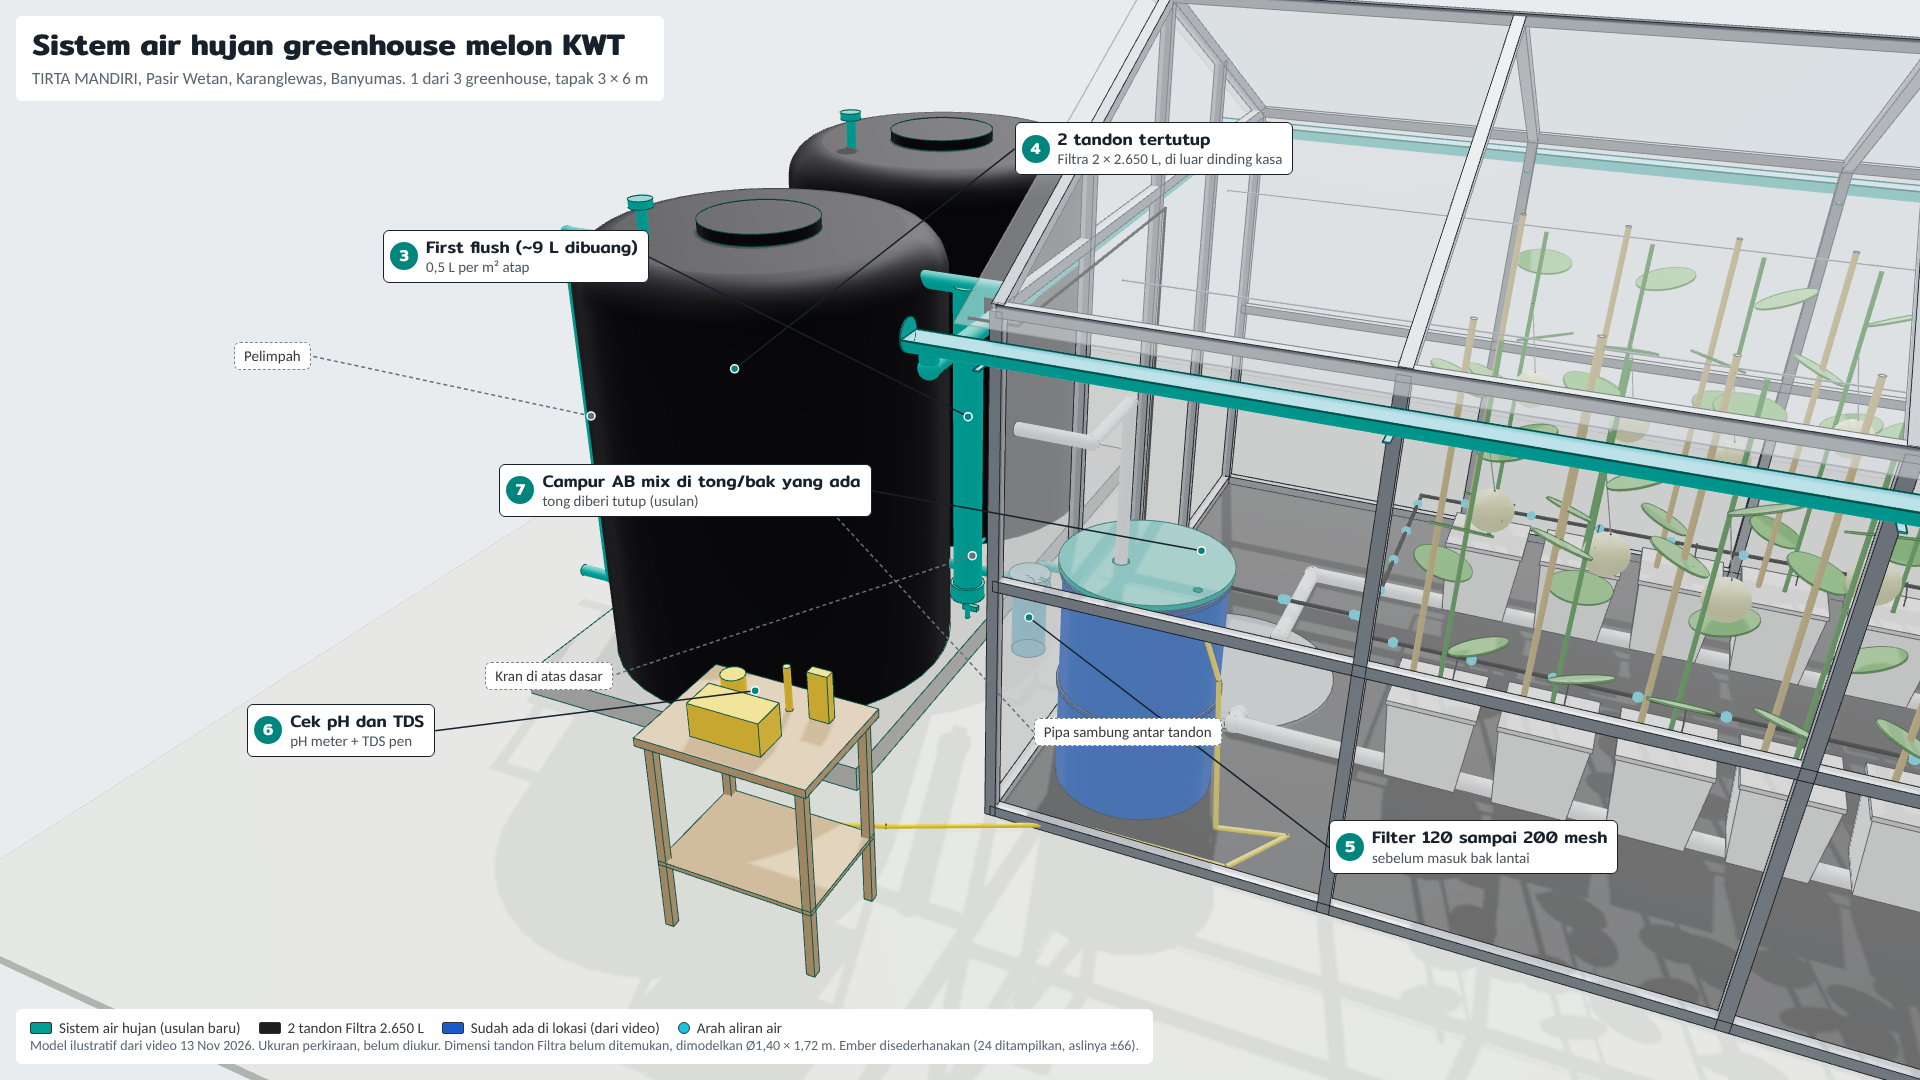 Sistem air hujan greenhouse melon KWT
TIRTA MANDIRI, Pasir Wetan, Karanglewas, Banyumas. 1 dari 3 greenhouse, tapak 3 × 6 m
4
2 tandon tertutup
Filtra 2 × 2.650 L, di luar dinding kasa
3
First flush (~9 L dibuang)
0,5 L per m² atap
Pelimpah
7
Campur AB mix di tong/bak yang ada
tong diberi tutup (usulan)
Kran di atas dasar
6
Cek pH dan TDS
pH meter + TDS pen
Pipa sambung antar tandon
5
Filter 120 sampai 200 mesh
sebelum masuk bak lantai
Sistem air hujan (usulan baru)
2 tandon Filtra 2.650 L
Sudah ada di lokasi (dari video)
Arah aliran air
Model ilustratif dari video 13 Nov 2026. Ukuran perkiraan, belum diukur. Dimensi tandon Filtra belum ditemukan, dimodelkan Ø1,40 × 1,72 m. Ember disederhanakan (24 ditampilkan, aslinya ±66).